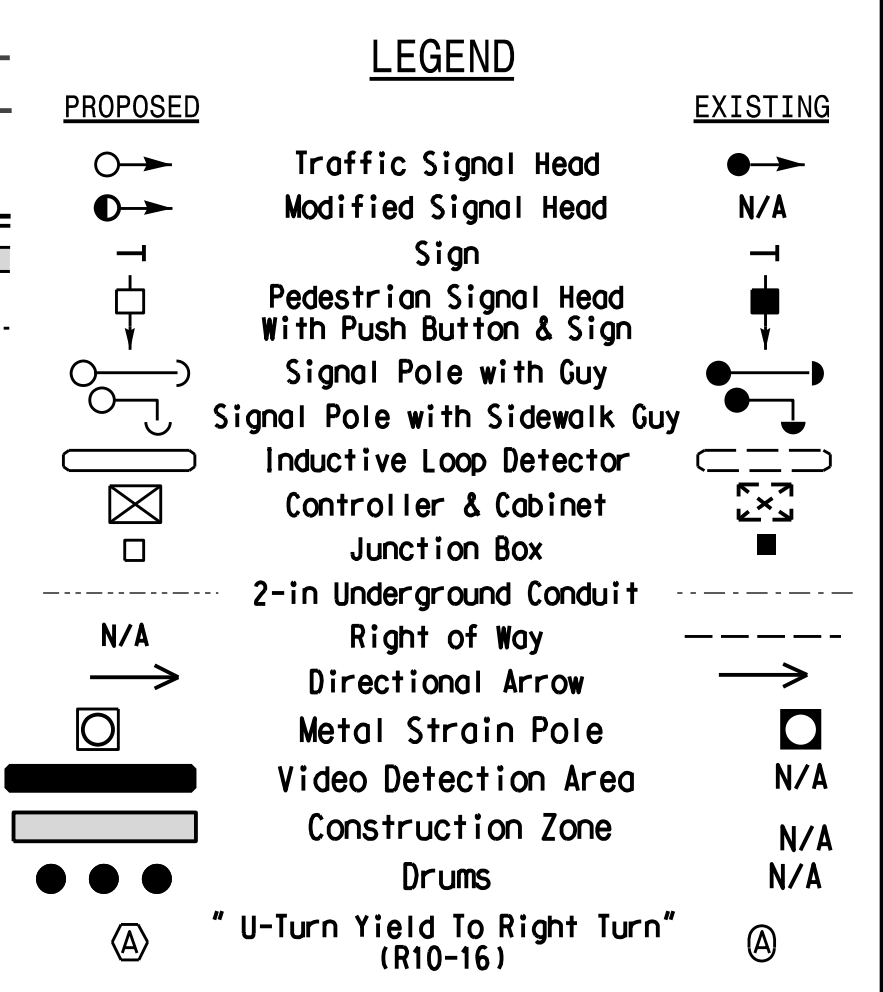 LEGEND
PROPOSED EXISTING
Traffic Signal Head
Modified Signal Head N/A
Sign
Pedestrian Signal Head
With Push Button & Sign
Signal Pole with Guy
Signal Pole with Sidewalk Guy
Inductive Loop Detector
Controller & Cabinet
Junction Box
2-in Underground Conduit
N/A Right of Way
Directional Arrow
Metal Strain Pole
Video Detection Area N/A
Construction Zone N/A
Drums N/A
" U-Turn Yield To Right Turn"
A (R10-16) A